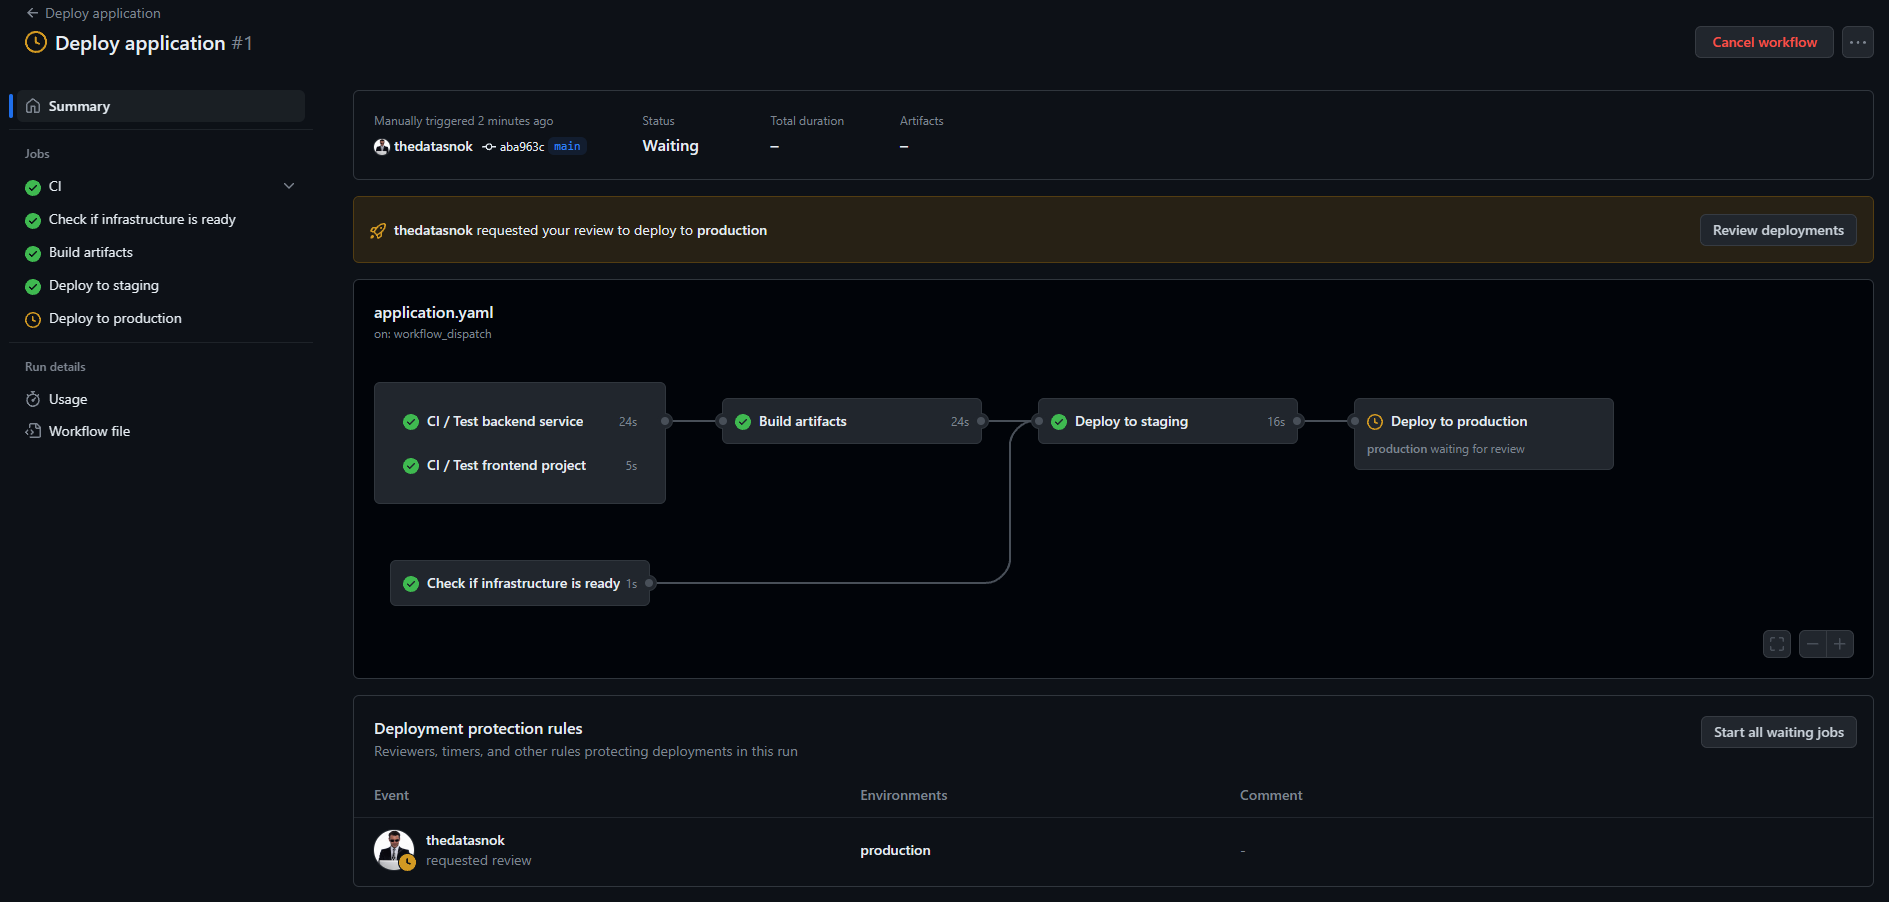 Deploy application
Deploy application #1
Cancel workflow
Summary
Jobs
CI
Check if infrastructure is ready
Build artifacts
Deploy to staging
Deploy to production
Run details
Usage
Workflow file
Manually triggered 2 minutes ago
thedatasnok aba963c main
Status
Waiting
Total duration
–
Artifacts
–
thedatasnok requested your review to deploy to production
Review deployments
application.yaml
on: workflow_dispatch
CI / Test backend service 24s
CI / Test frontend project 5s
Build artifacts 24s
Deploy to staging 16s
Deploy to production
production waiting for review
Check if infrastructure is ready 1s
Deployment protection rules
Reviewers, timers, and other rules protecting deployments in this run
Start all waiting jobs
Event Environments Comment
thedatasnok
requested review
production
-